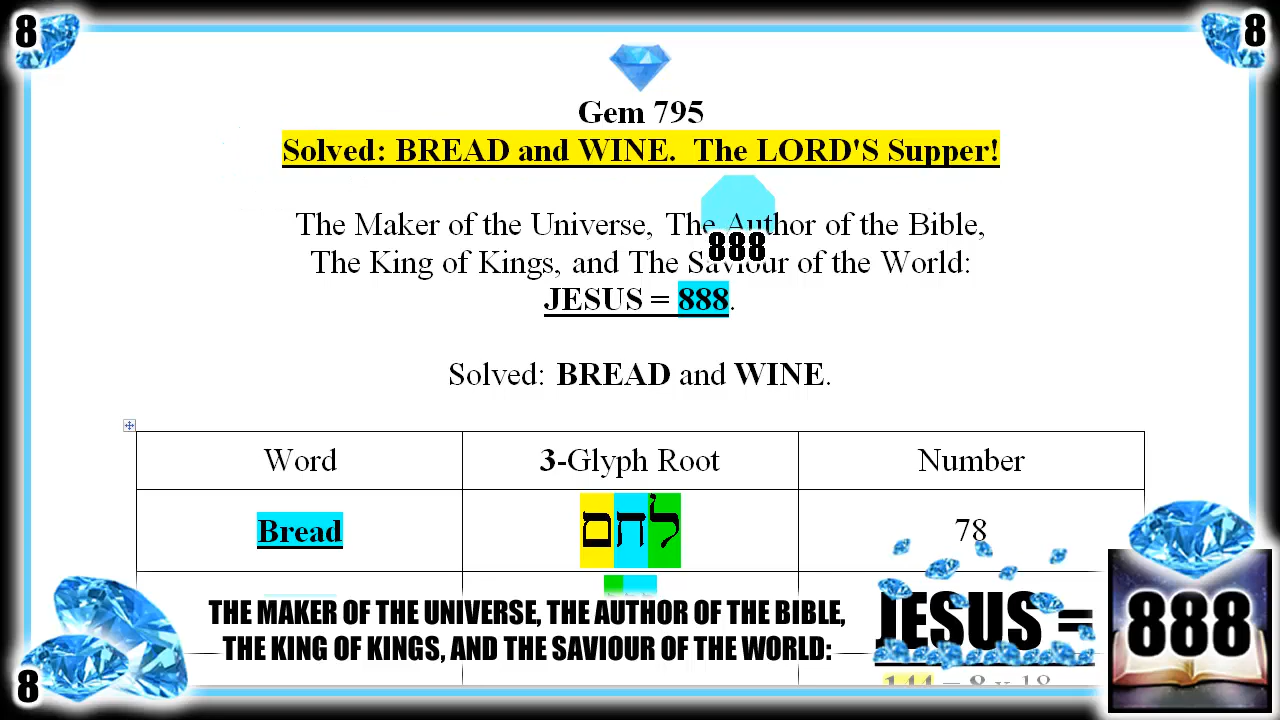 8
8
Gem 795
Solved: BREAD and WINE. The LORD'S Supper!
The Maker of the Universe, The Author of the Bible,
888
The King of Kings, and The Saviour of the World:
JESUS = 888.
Solved: BREAD and WINE.
Word 3-Glyph Root Number
Bread לחם 78
THE MAKER OF THE UNIVERSE, THE AUTHOR OF THE BIBLE,
THE KING OF KINGS, AND THE SAVIOUR OF THE WORLD:
JESUS = 888
144 = 8 x 18
8